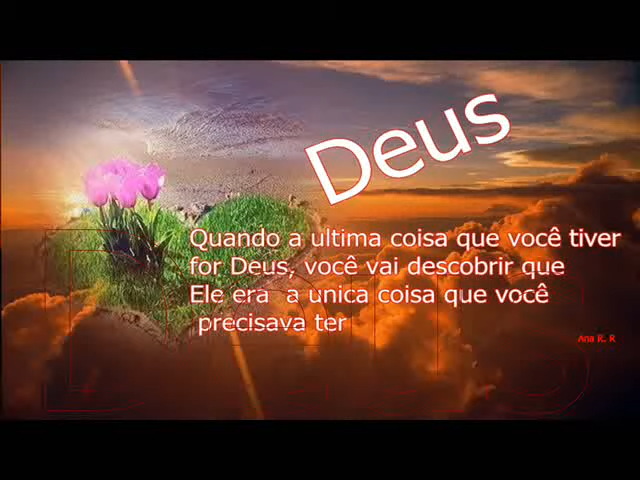 Deus
Quando a ultima coisa que você tiver
for Deus, você vai descobrir que
Ele era  a unica coisa que você
precisava ter
Ana R. R